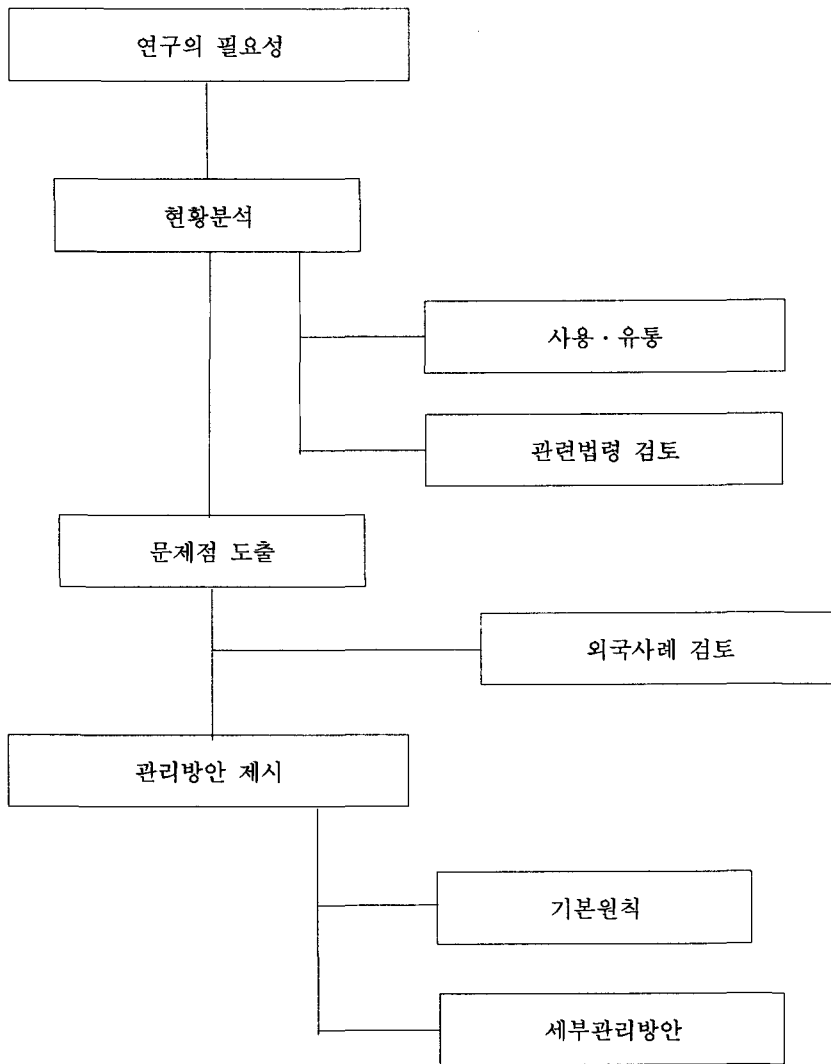 연구의 필요성
현황분석
사용·유통
관련법령 검토
문제점 도출
외국사례 검토
관리방안 제시
기본원칙
세부관리방안